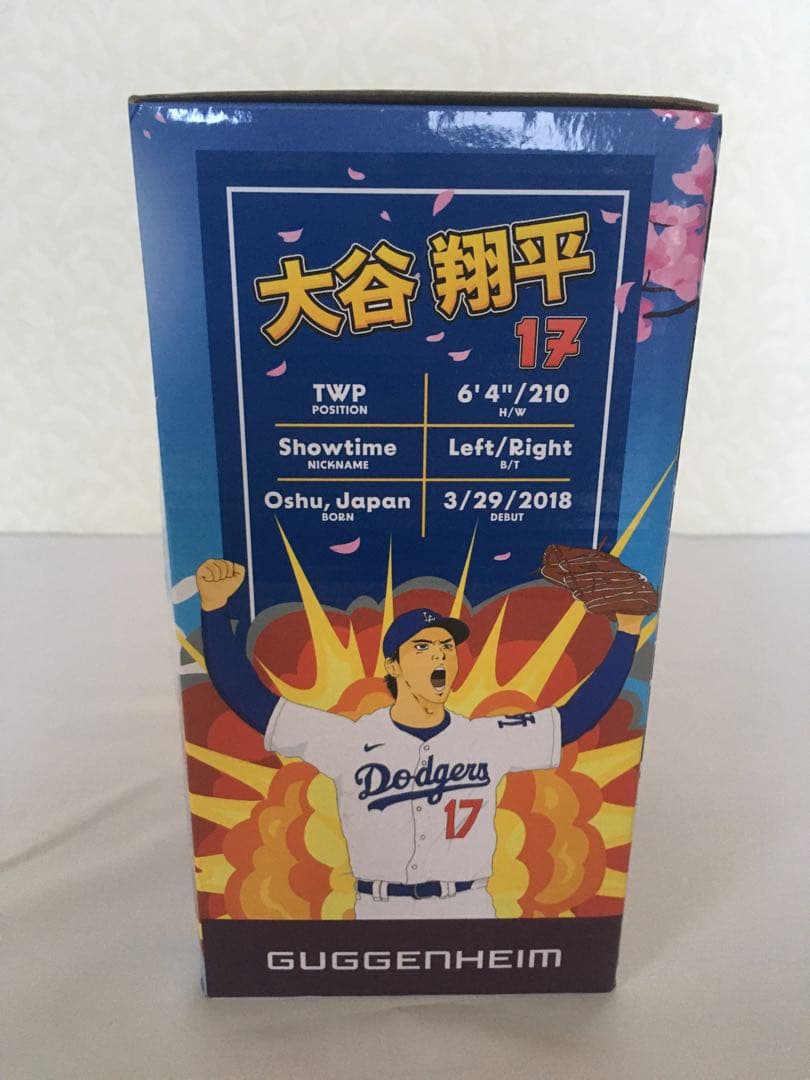 大谷 翔平
17
TWP
POSITION
6'4"/210
H/W
Showtime
NICKNAME
Left/Right
B/T
Oshu, Japan
BORN
3/29/2018
DEBUT
LA
Dodgers
17
GUGGENHEIM